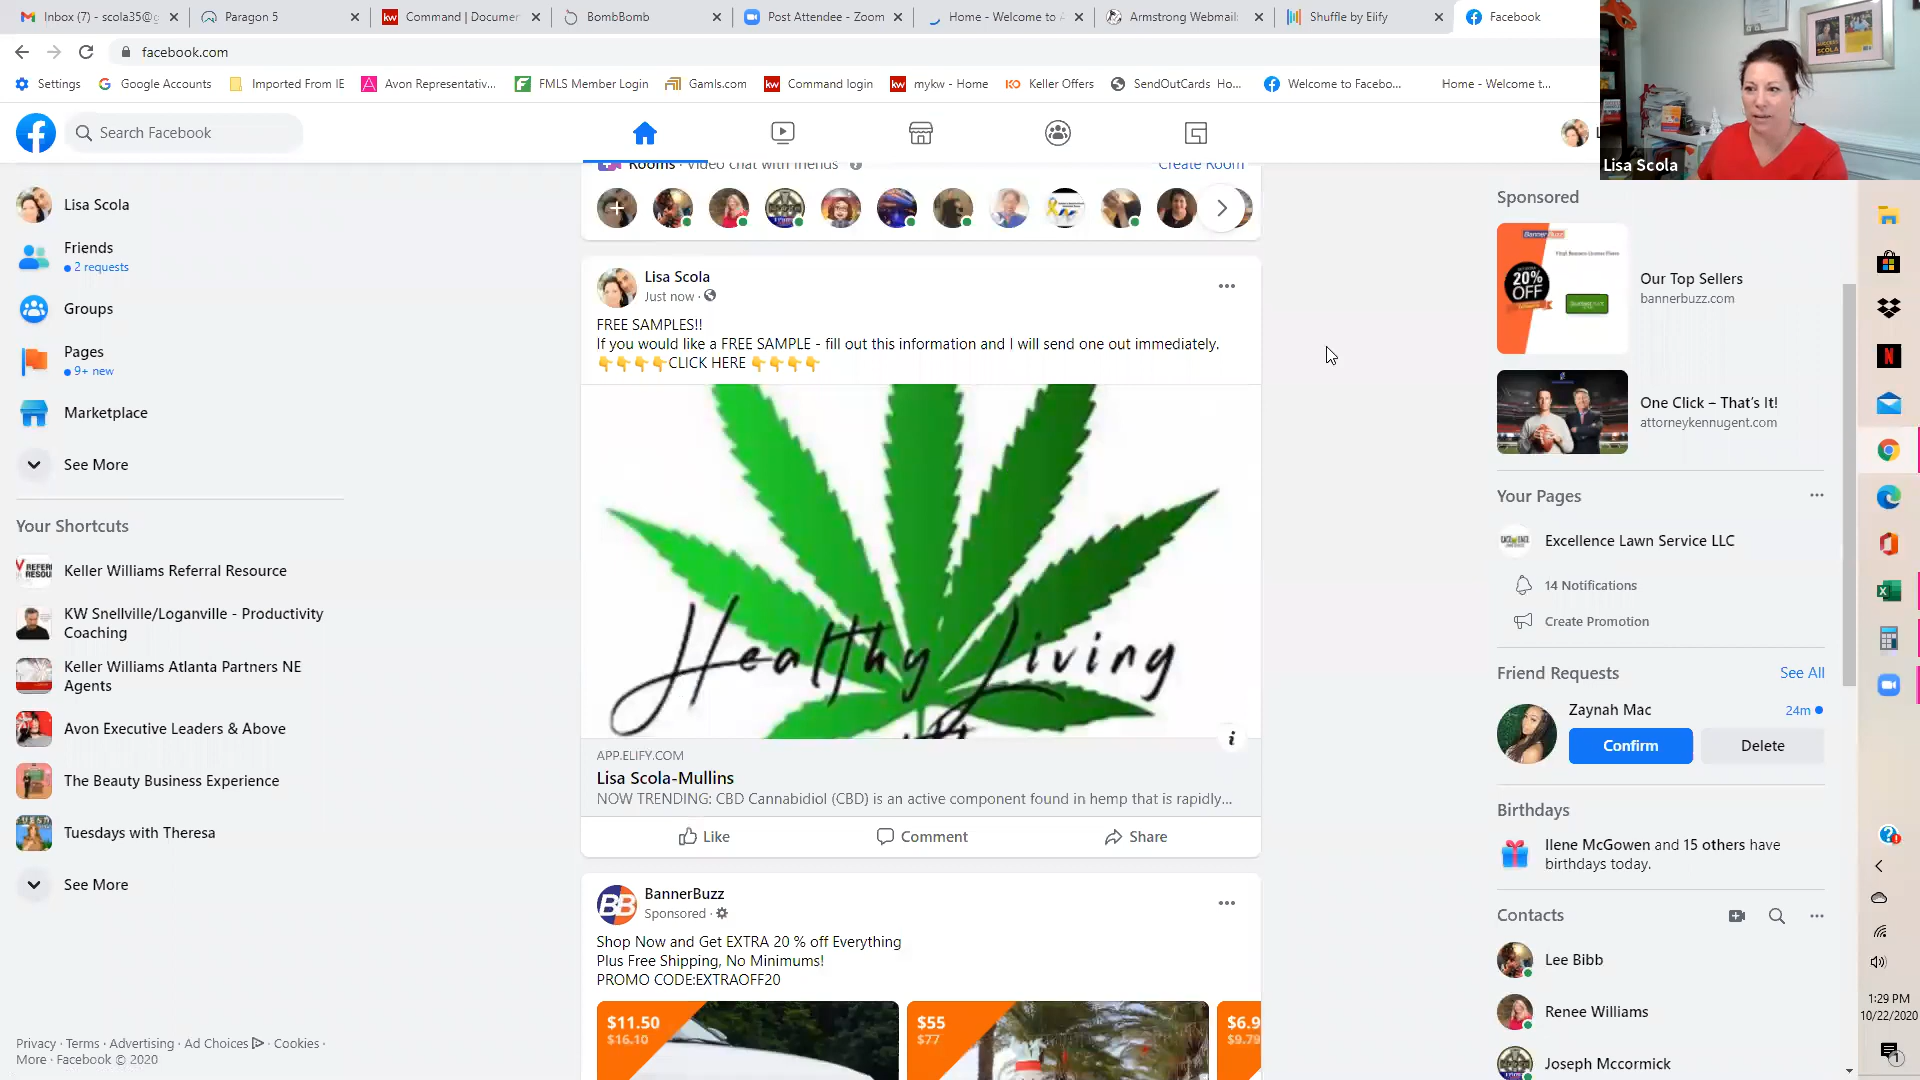 Inbox (7) - scola35@g
Paragon 5
Command | Documen
BombBomb
Post Attendee - Zoom
Home - Welcome to A
Armstrong Webmail:
Shuffle by Elify
Facebook
facebook.com
Settings
Google Accounts
Imported From IE
Avon Representativ...
FMLS Member Login
Gamls.com
Command login
mykw - Home
Keller Offers
SendOutCards Ho...
Welcome to Facebo...
Home - Welcome t...
Search Facebook
Lisa Scola
Rooms · Video chat with friends
Create Room
Lisa Scola
Friends
2 requests
Groups
Pages
9+ new
Marketplace
See More
Your Shortcuts
Keller Williams Referral Resource
KW Snellville/Loganville - Productivity
Coaching
Keller Williams Atlanta Partners NE
Agents
Avon Executive Leaders & Above
The Beauty Business Experience
Tuesdays with Theresa
See More
Privacy · Terms · Advertising · Ad Choices · Cookies ·
More · Facebook © 2020
Lisa Scola
Just now ·
FREE SAMPLES!!
If you would like a FREE SAMPLE - fill out this information and I will send one out immediately.
👇👇👇👇CLICK HERE 👇👇👇👇
Healthy Living
APP.ELIFY.COM
Lisa Scola-Mullins
NOW TRENDING: CBD Cannabidiol (CBD) is an active component found in hemp that is rapidly...
Like
Comment
Share
BB
BannerBuzz
Sponsored ·
Shop Now and Get EXTRA 20 % off Everything
Plus Free Shipping, No Minimums!
PROMO CODE:EXTRAOFF20
$11.50
$16.10
$55
$77
$6.9
$9.79
Sponsored
20%
OFF
Our Top Sellers
bannerbuzz.com
One Click – That's It!
attorneykennugent.com
Your Pages
Excellence Lawn Service LLC
14 Notifications
Create Promotion
Friend Requests
See All
Zaynah Mac
24m
Confirm
Delete
Birthdays
Ilene McGowen and 15 others have
birthdays today.
Contacts
Lee Bibb
Renee Williams
Joseph Mccormick
1:29 PM
10/22/2020
1